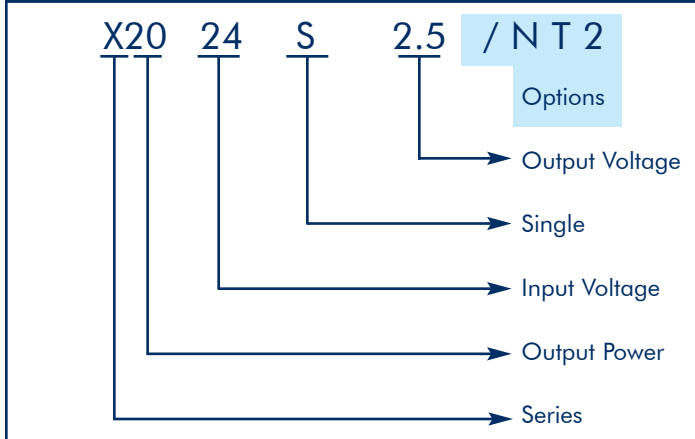 X20 24 S 2.5 / N T 2
Options
Output Voltage
Single
Input Voltage
Output Power
Series